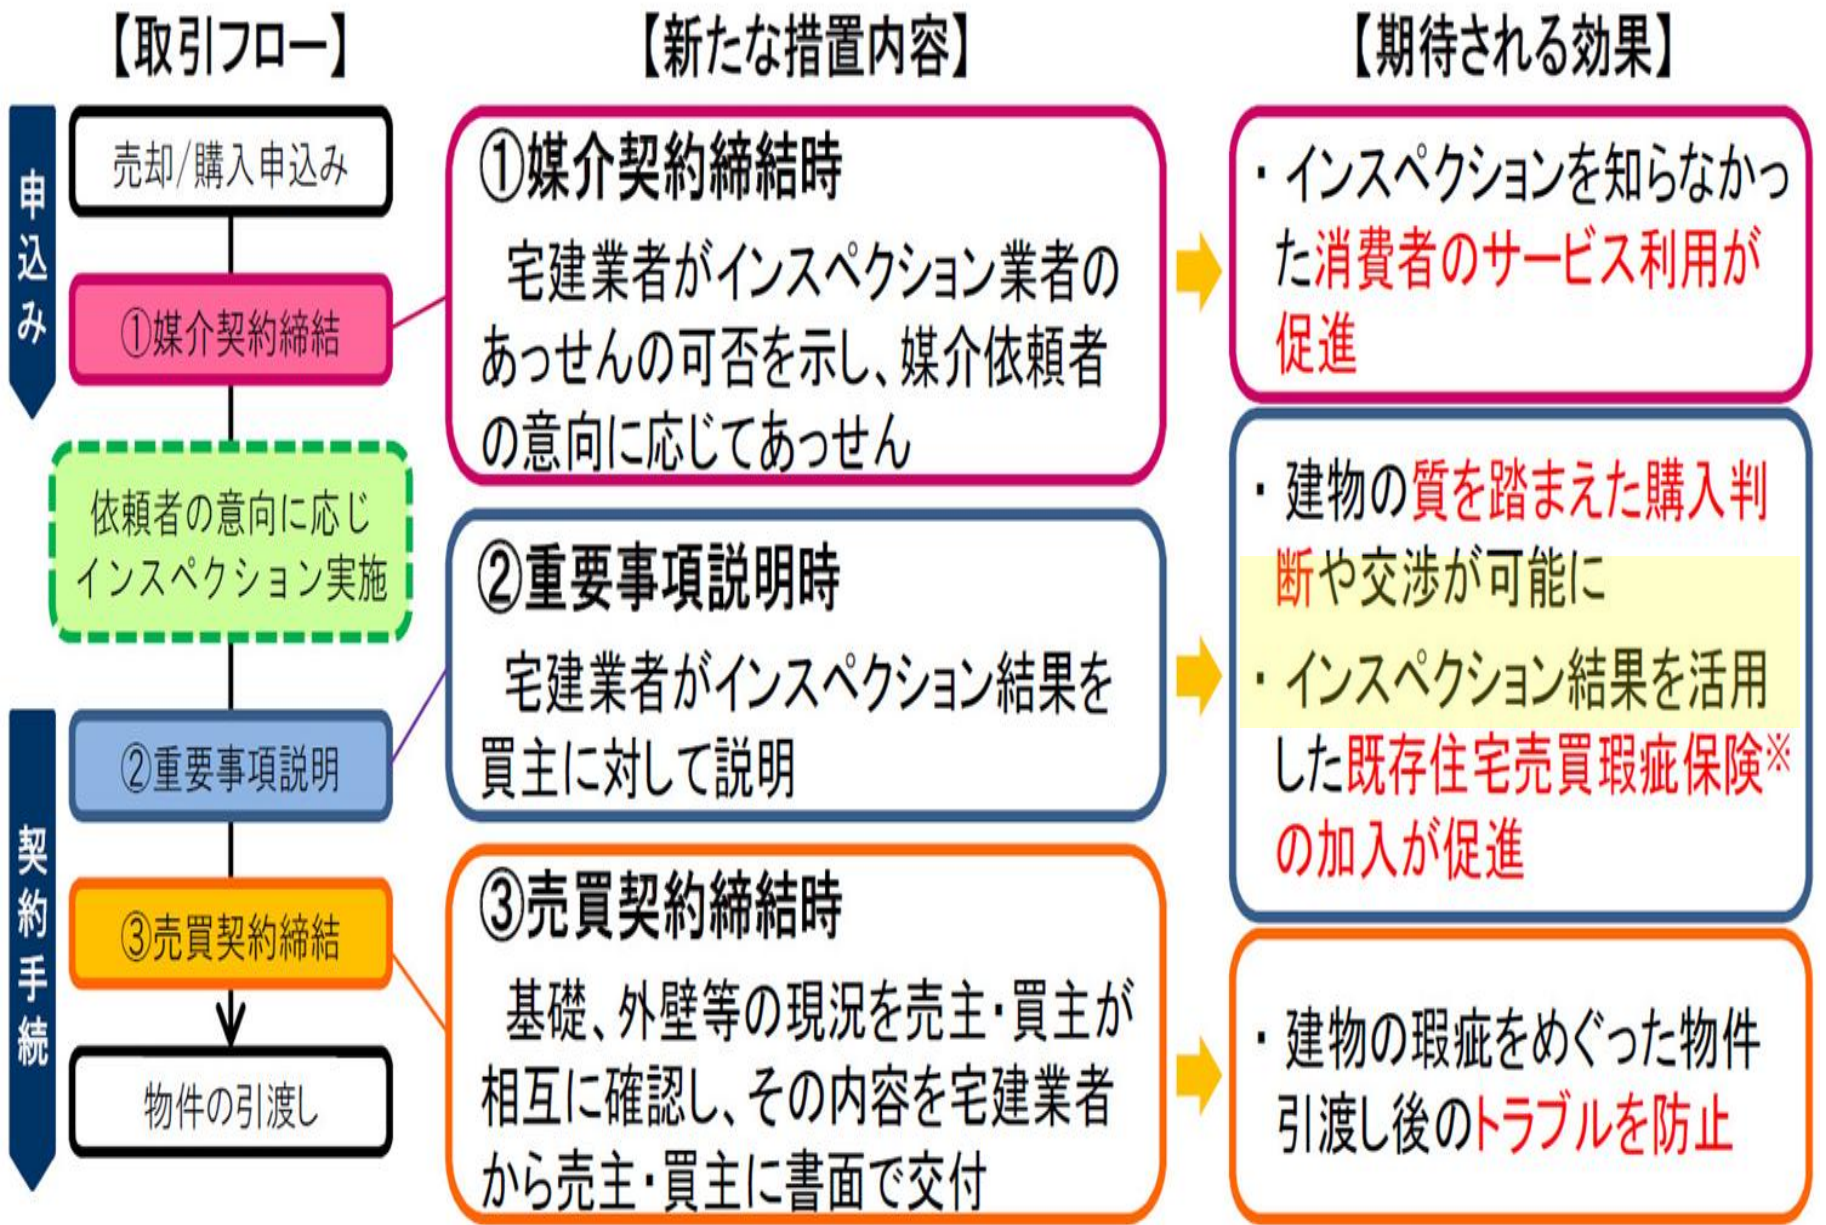 【取引フロー】
【新たな措置内容】
【期待される効果】
申込み
売却/購入申込み
①媒介契約締結
依頼者の意向に応じ
インスペクション実施
契約手続
②重要事項説明
③売買契約締結
物件の引渡し
①媒介契約締結時
宅建業者がインスペクション業者の
あっせんの可否を示し、媒介依頼者
の意向に応じてあっせん
②重要事項説明時
宅建業者がインスペクション結果を
買主に対して説明
③売買契約締結時
基礎、外壁等の現況を売主・買主が
相互に確認し、その内容を宅建業者
から売主・買主に書面で交付
・インスペクションを知らなかっ
た消費者のサービス利用が
促進
・建物の質を踏まえた購入判
断や交渉が可能に
・インスペクション結果を活用
した既存住宅売買瑕疵保険※
の加入が促進
・建物の瑕疵をめぐった物件
引渡し後のトラブルを防止